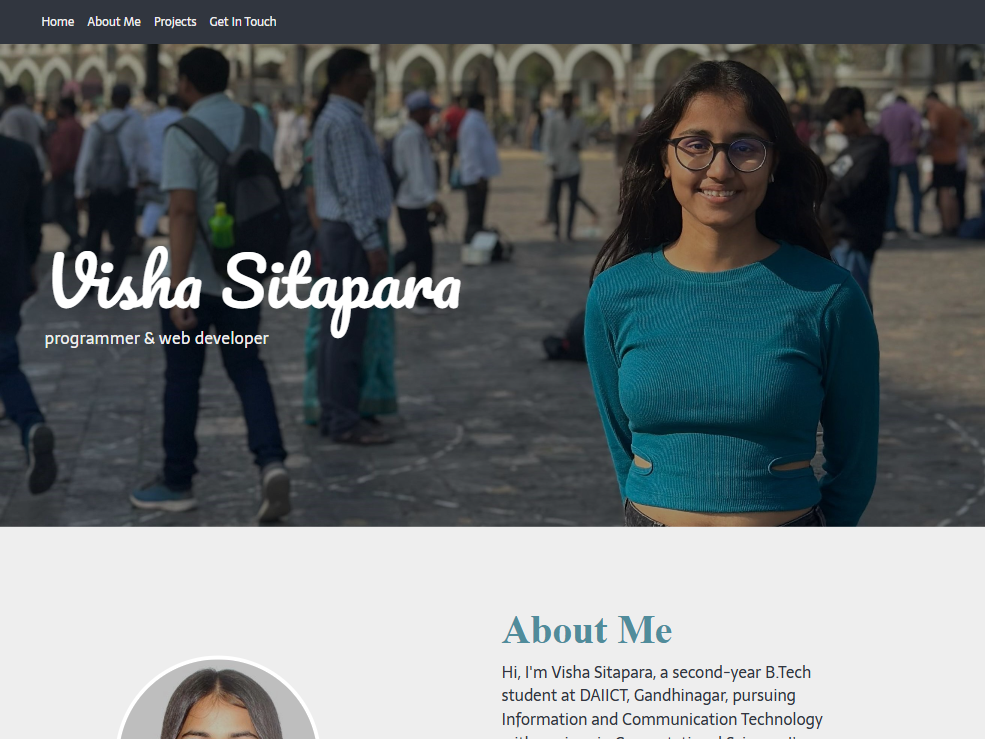 Home About Me Projects Get In Touch
Visha Sitapara
programmer & web developer
About Me
Hi, I'm Visha Sitapara, a second-year B.Tech
student at DAIICT, Gandhinagar, pursuing
Information and Communication Technology